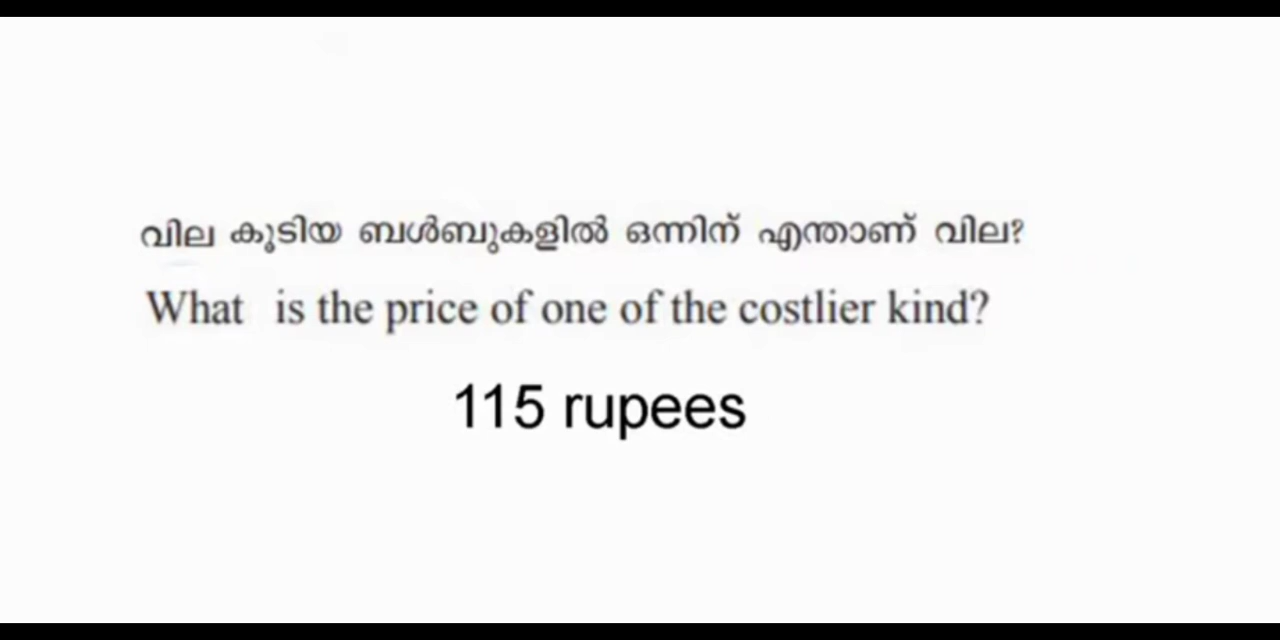 വില കൂടിയ ബൾബുകളിൽ ഒന്നിന് എന്താണ് വില?
What is the price of one of the costlier kind?
115 rupees